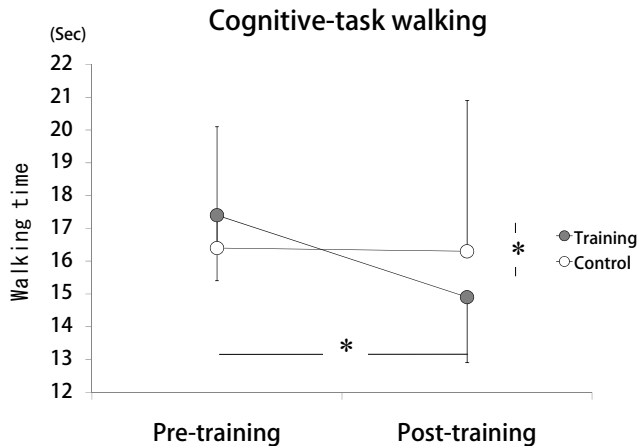 Cognitive-task walking
(Sec)
22
21
20
19
18
17
16
15
14
13
12
Walking time
*
*
Training
Control
Pre-training
Post-training